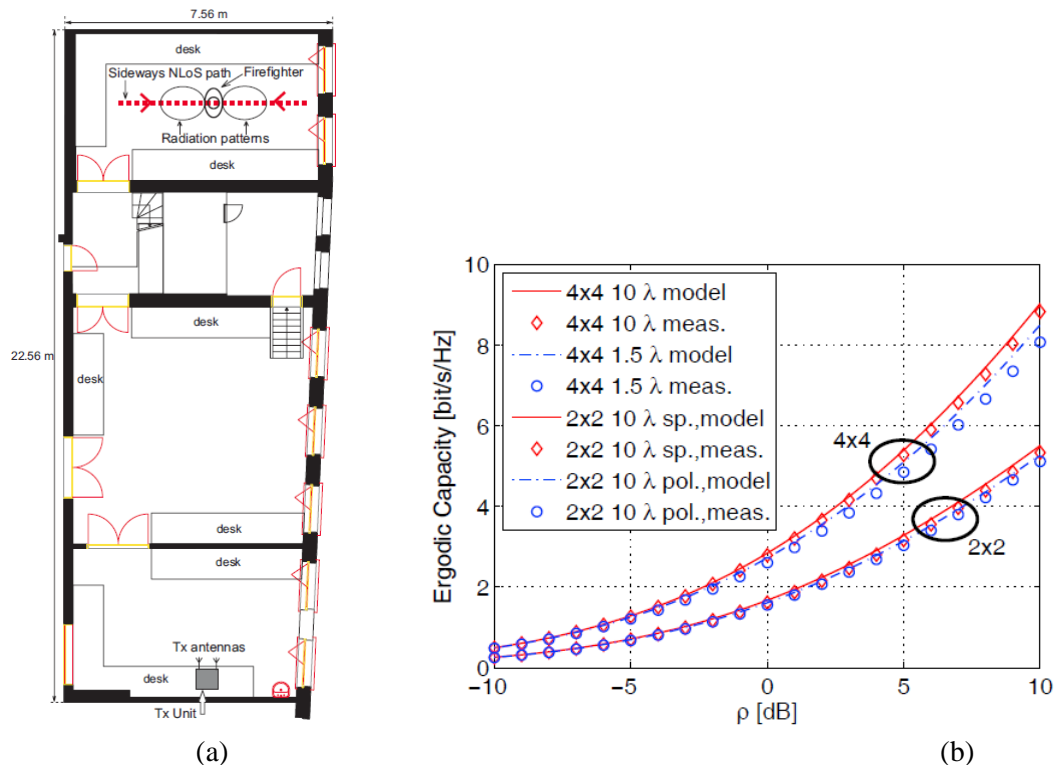 7.56 m
desk
Sideways NLoS path
Firefighter
Radiation patterns
desk
desk
22.56 m
desk
desk
desk
Tx antennas
desk
Tx Unit
(a)
10
8
6
4
2
0
Ergodic Capacity [bit/s/Hz]
4x4 10 λ model
4x4 10 λ meas.
4x4 1.5 λ model
4x4 1.5 λ meas.
2x2 10 λ sp.,model
2x2 10 λ sp.,meas.
2x2 10 λ pol.,model
2x2 10 λ pol.,meas.
4x4
2x2
−10 −5 0 5 10
ρ [dB]
(b)